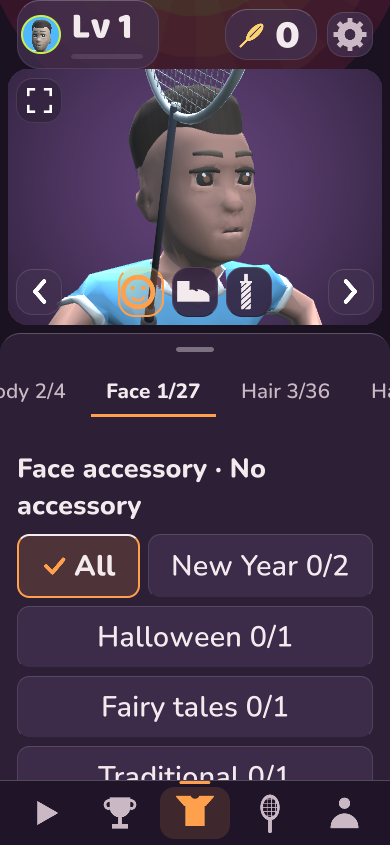 Lv 1
0
ody 2/4
Face 1/27
Hair 3/36
Ha
Face accessory · No
accessory
All
New Year 0/2
Halloween 0/1
Fairy tales 0/1
Traditional 0/1